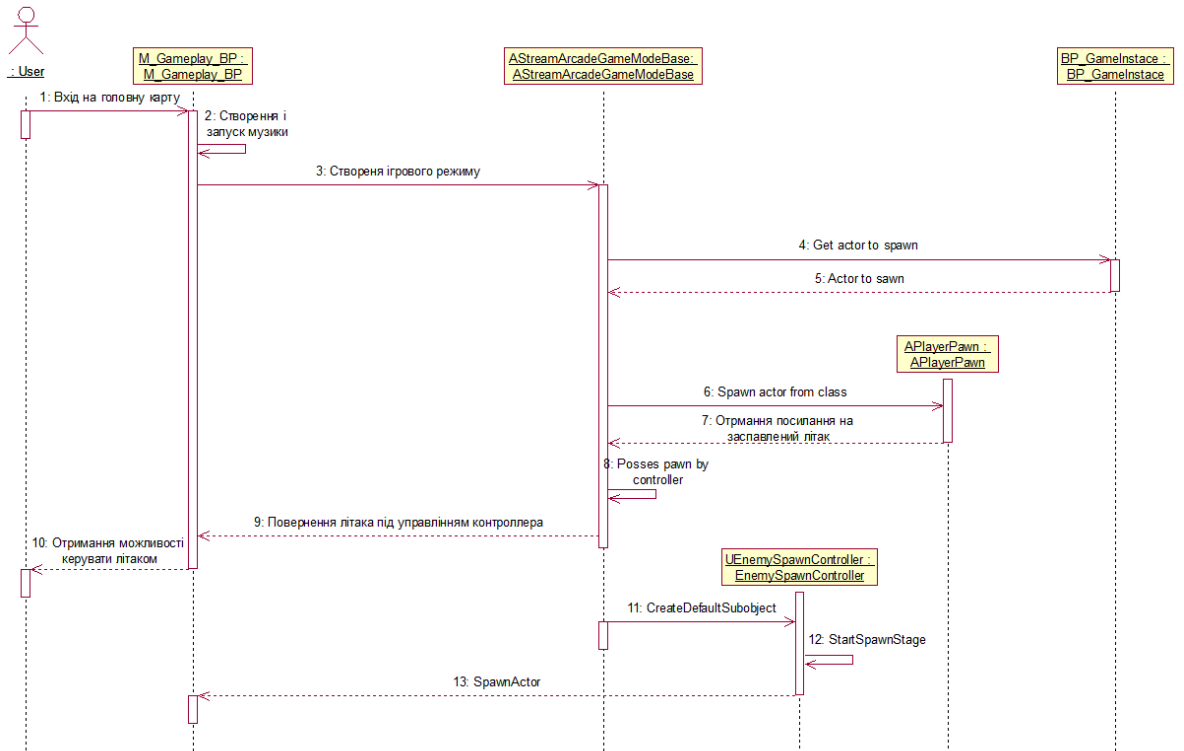 : User
M_Gameplay_BP :
M_Gameplay_BP
AStreamArcadeGameModeBase:
AStreamArcadeGameModeBase
BP_GameInstace :
BP_GameInstace
1: Вхід на головну карту
2: Створення і
запуск музики
3: Створеня ігрового режиму
4: Get actor to spawn
5: Actor to sawn
APlayerPawn :
APlayerPawn
6: Spawn actor from class
7: Отрмання посилання на
заспавлений літак
8: Posses pawn by
controller
9: Повернення літака під управлінням контроллера
10: Отримання можливості
керувати літаком
UEnemySpawnController :
EnemySpawnController
11: CreateDefaultSubobject
12: StartSpawnStage
13: SpawnActor